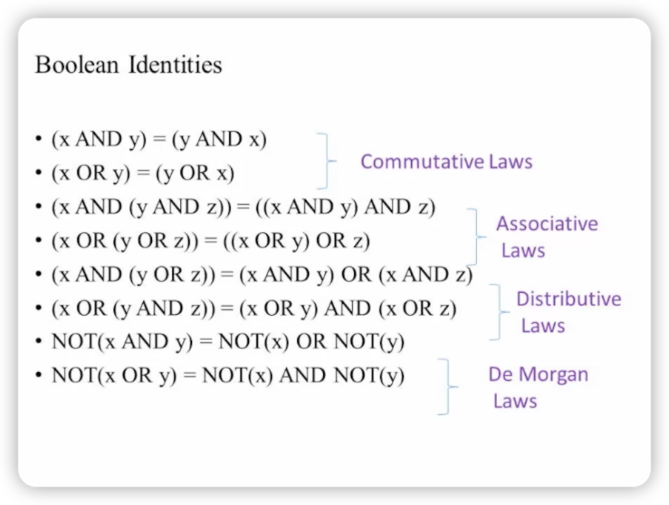 Boolean Identities
• (x AND y) = (y AND x)
• (x OR y) = (y OR x)
Commutative Laws
• (x AND (y AND z)) = ((x AND y) AND z)
• (x OR (y OR z)) = ((x OR y) OR z)
Associative
Laws
• (x AND (y OR z)) = (x AND y) OR (x AND z)
• (x OR (y AND z)) = (x OR y) AND (x OR z)
Distributive
Laws
• NOT(x AND y) = NOT(x) OR NOT(y)
• NOT(x OR y) = NOT(x) AND NOT(y)
De Morgan
Laws